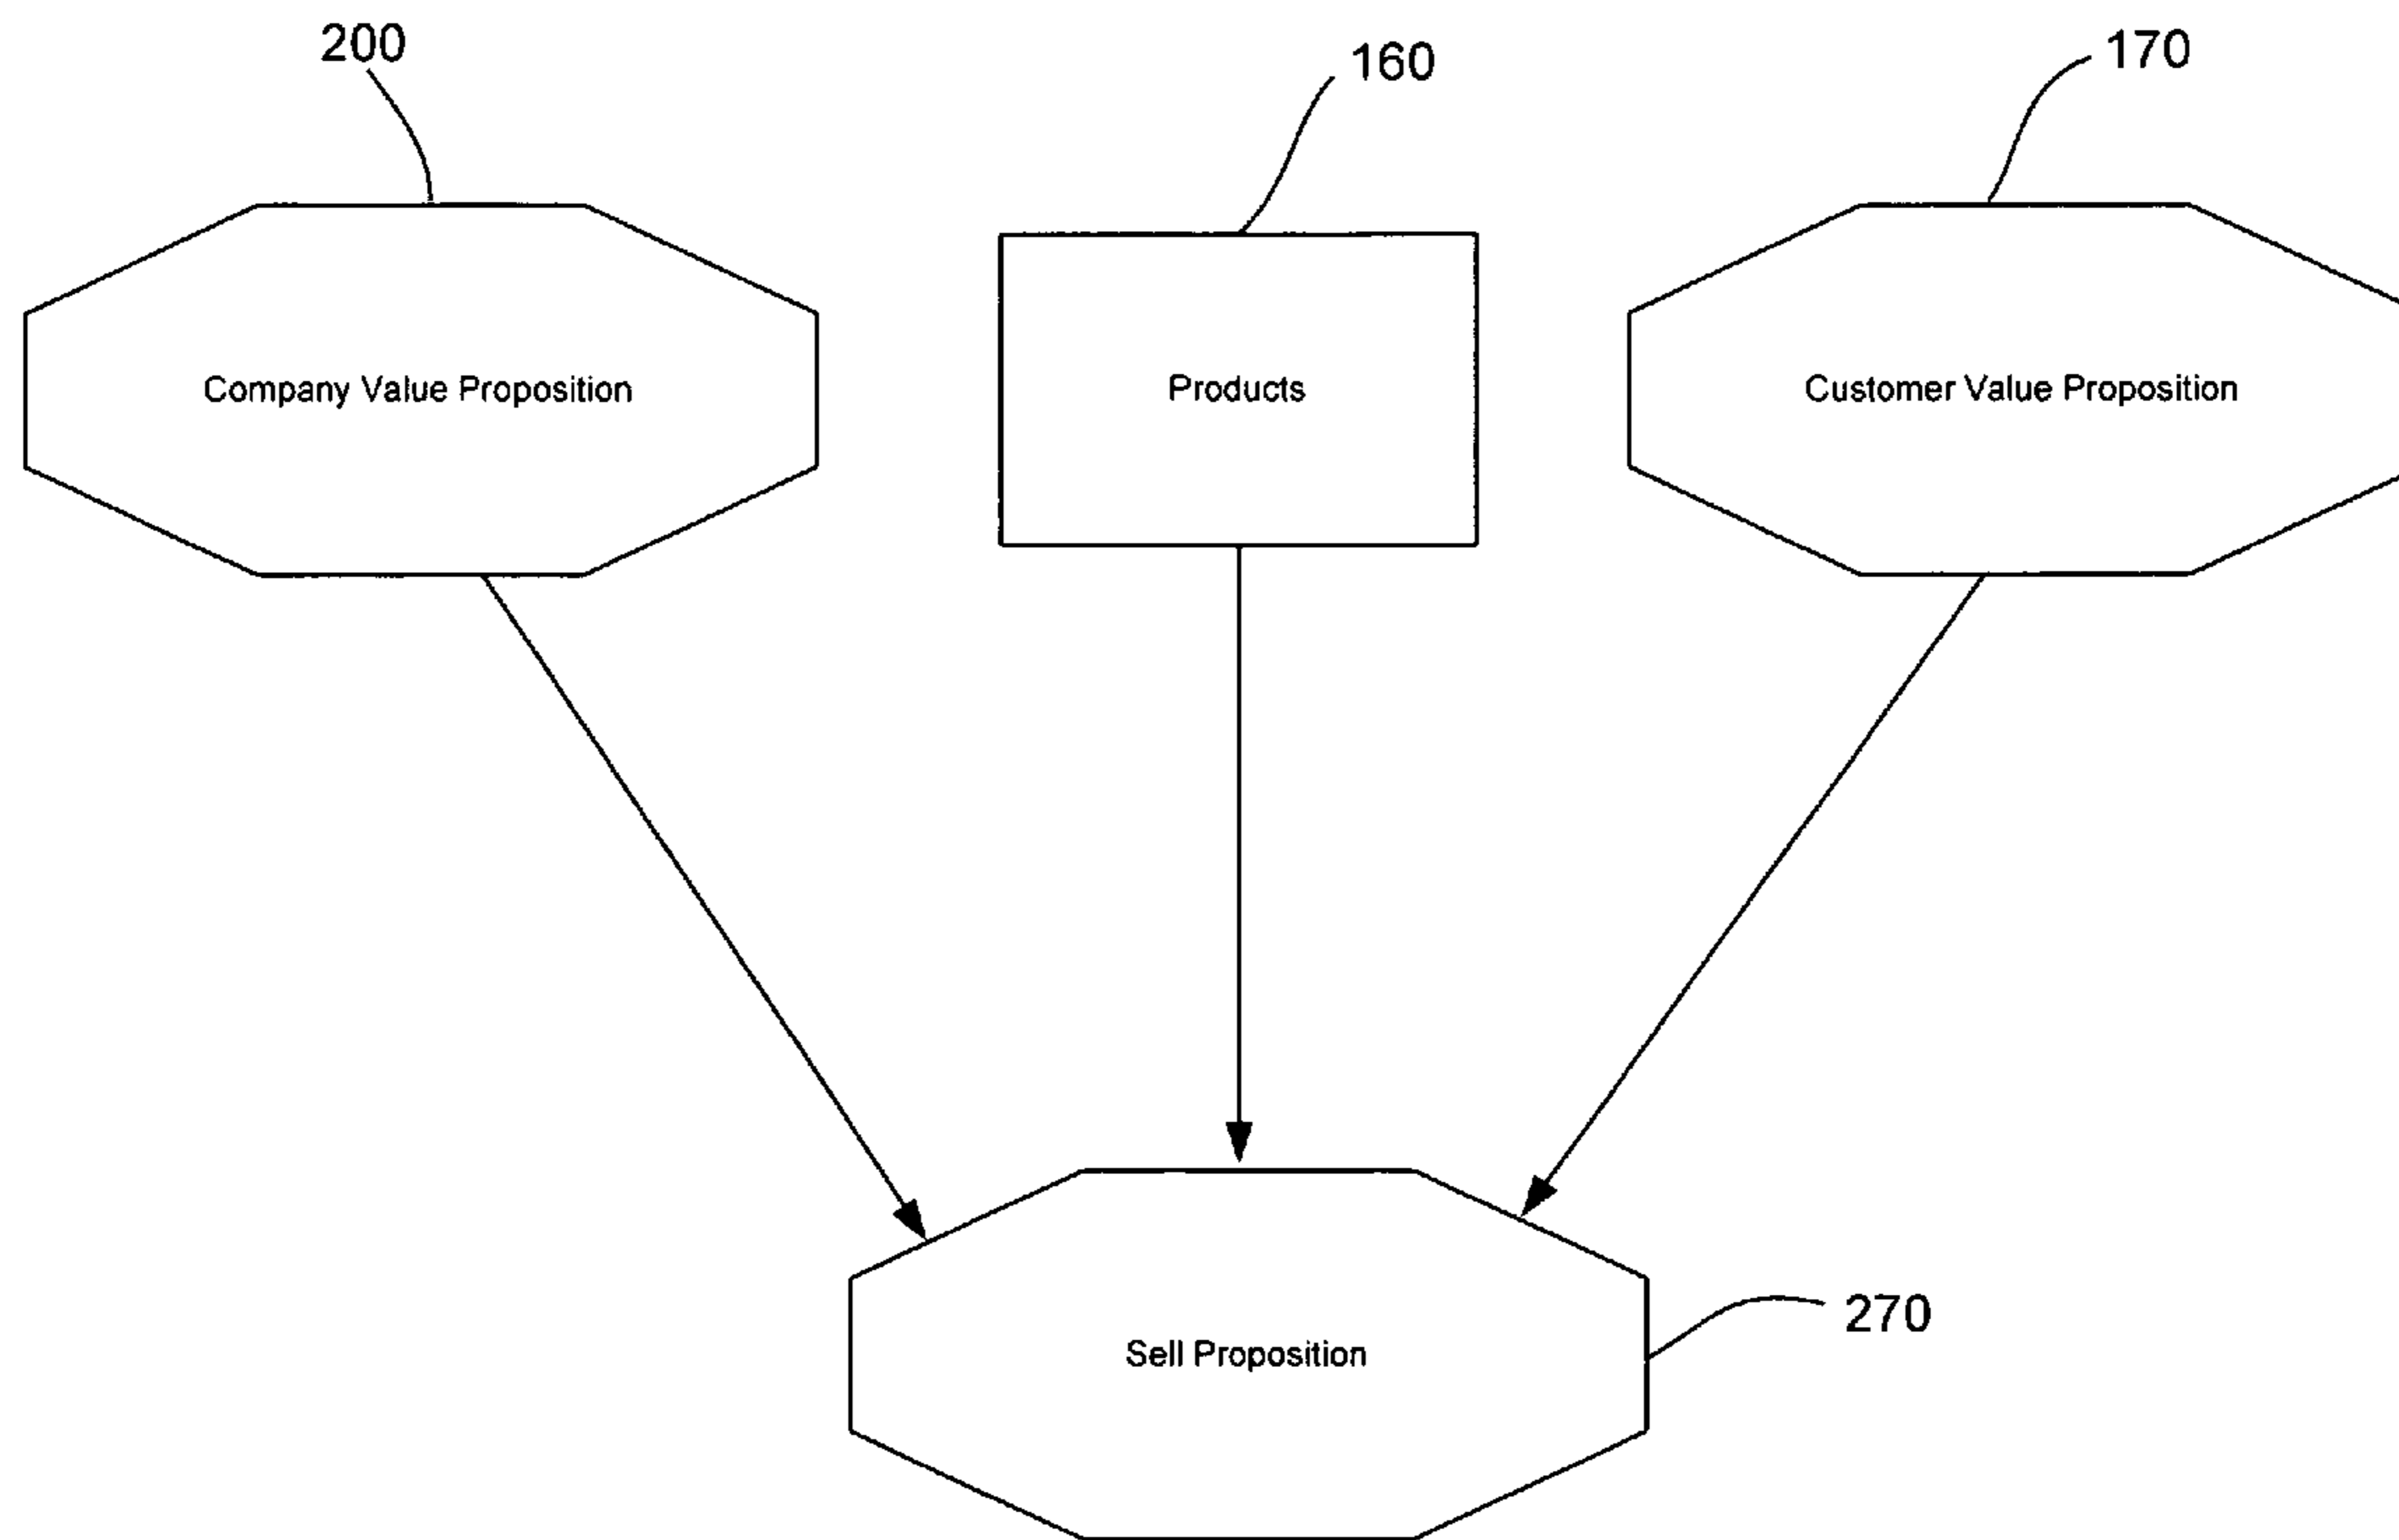 200
160
170
Company Value Proposition
Products
Customer Value Proposition
Sell Proposition
270